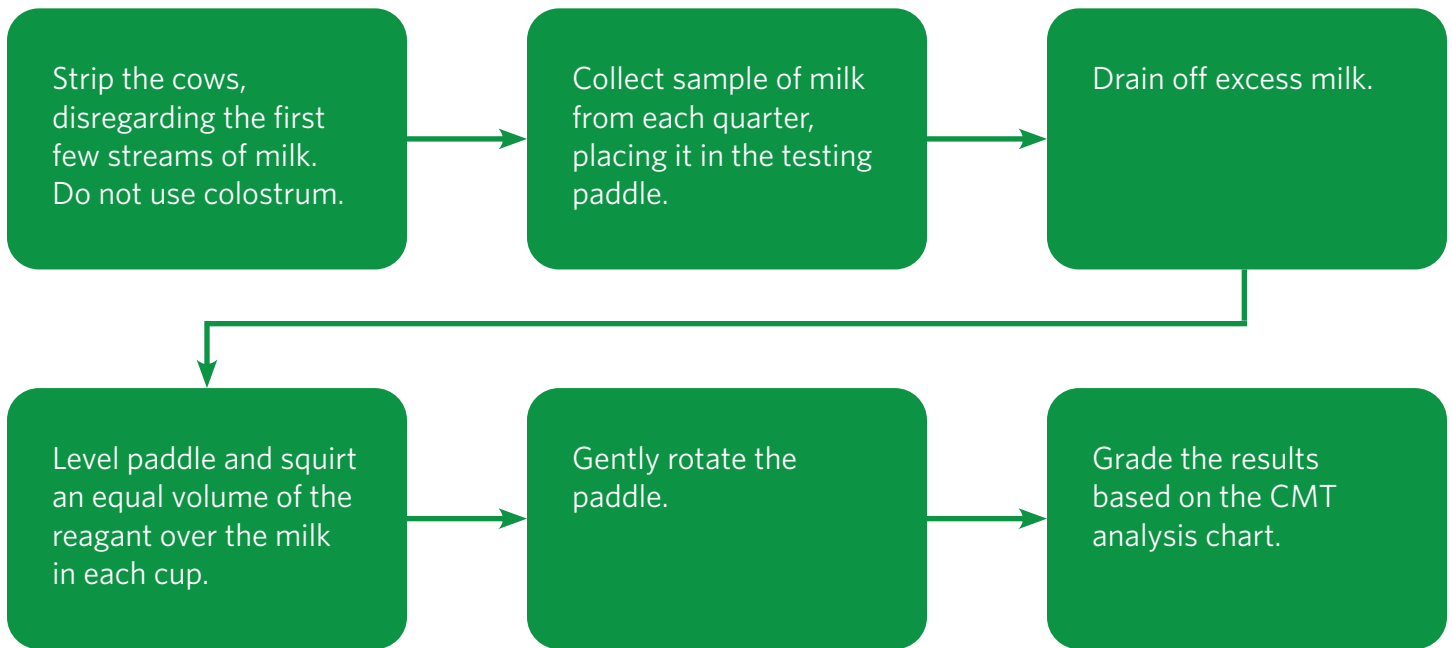 Strip the cows,
disregarding the first
few streams of milk.
Do not use colostrum.
Collect sample of milk
from each quarter,
placing it in the testing
paddle.
Drain off excess milk.
Level paddle and squirt
an equal volume of the
reagant over the milk
in each cup.
Gently rotate the
paddle.
Grade the results
based on the CMT
analysis chart.